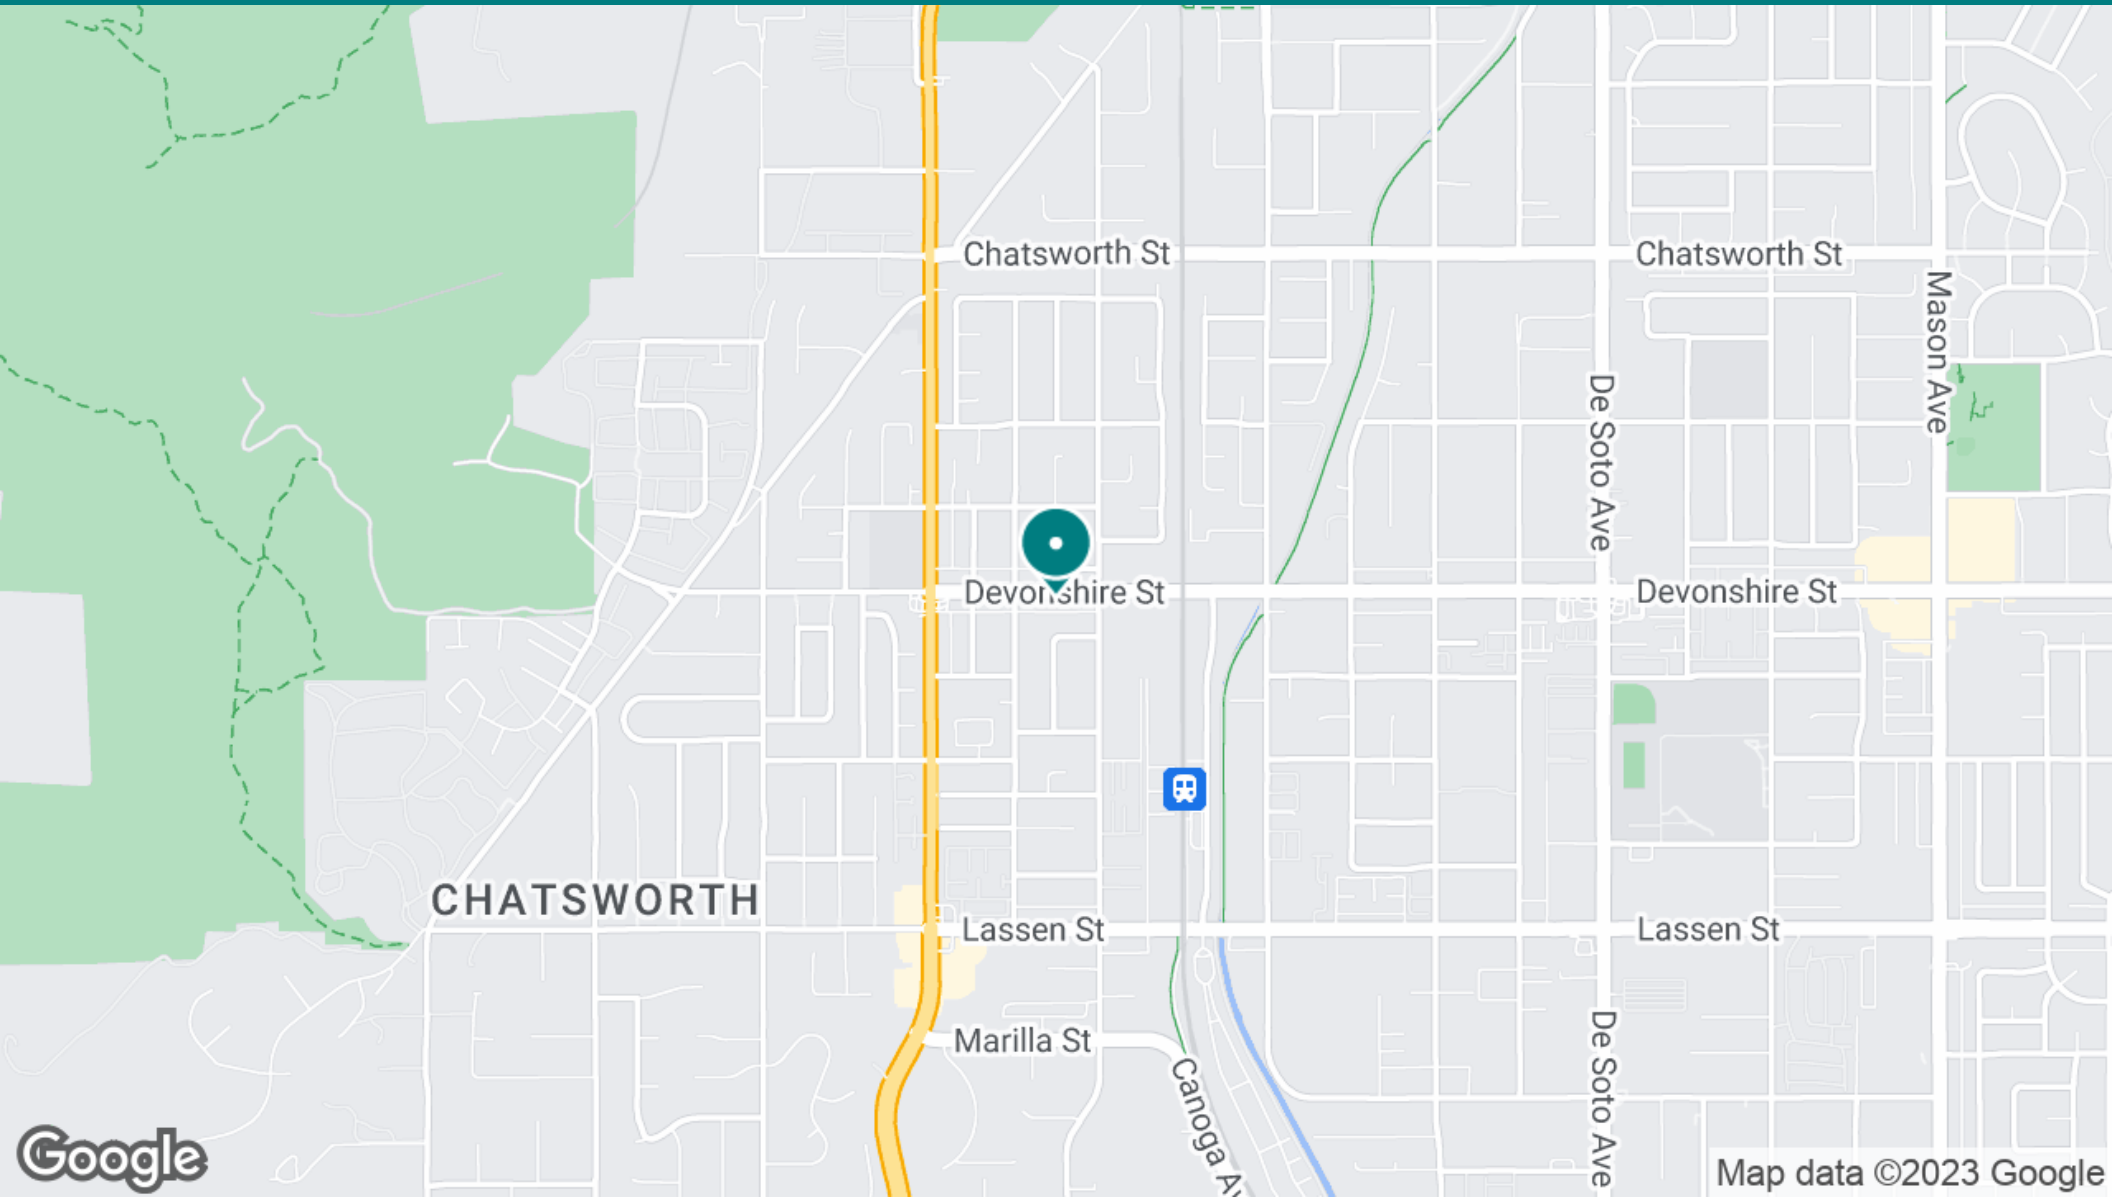 Chatsworth St
Chatsworth St
Mason Ave
De Soto Ave
Devonshire St
Devonshire St
CHATSWORTH
Lassen St
Lassen St
Marilla St
Canoga Av
De Soto Ave
Google
Map data ©2023 Google